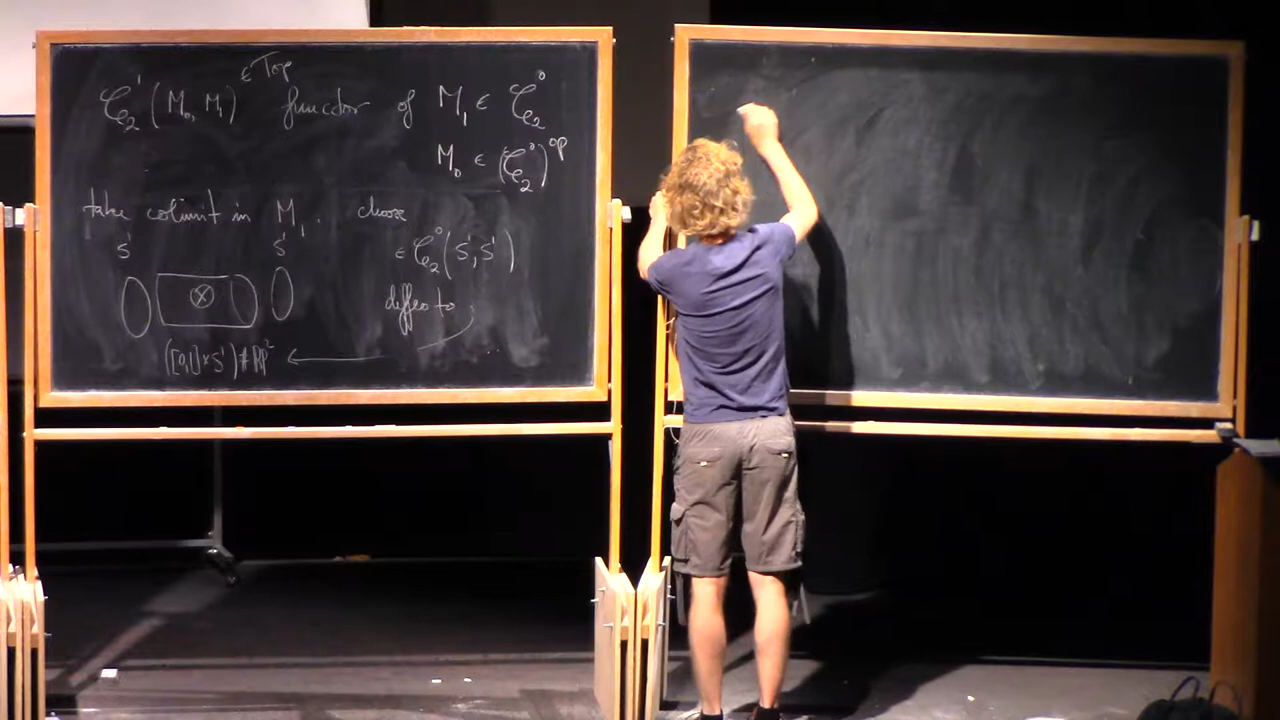 ∈ Top
𝒞₂¹(M₀, M₁) functor of M₁ ∈ 𝒞₂⁰
M₀ ∈ (𝒞₂⁰)ᵒᵖ
take colimit in M₁. choose
S¹ S¹ ∈ 𝒞₂⁰(S¹, S¹)
diffeo to
([0,1]×S¹)#RP²